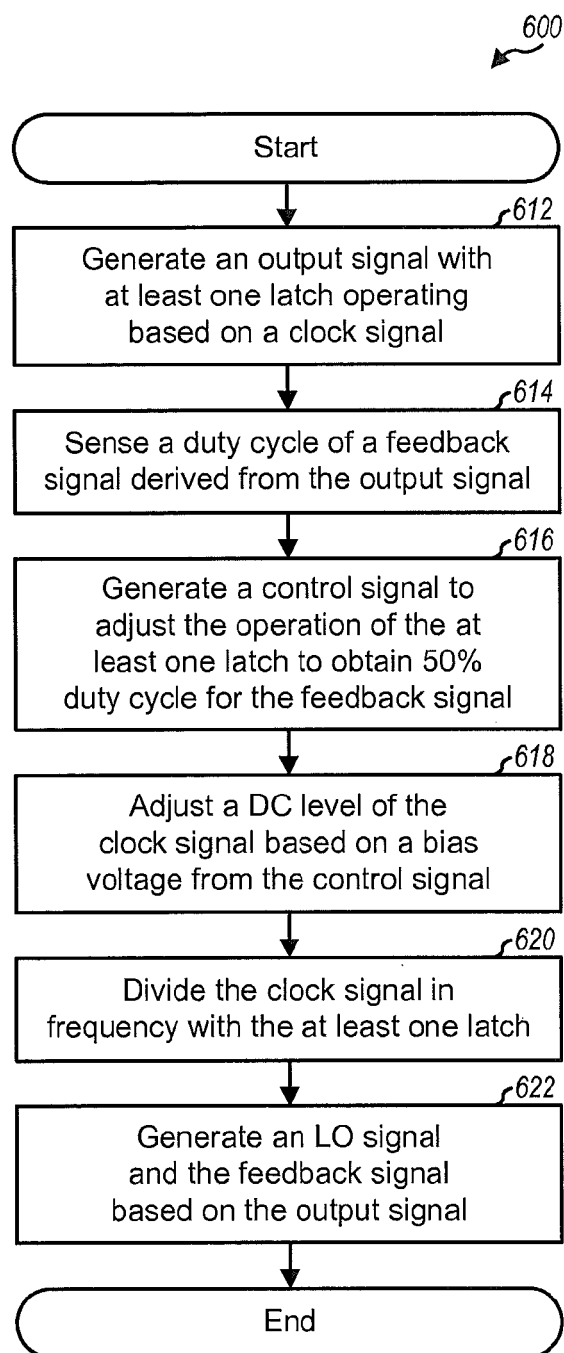 600
Start
612
Generate an output signal with
at least one latch operating
based on a clock signal
614
Sense a duty cycle of a feedback
signal derived from the output signal
616
Generate a control signal to
adjust the operation of the at
least one latch to obtain 50%
duty cycle for the feedback signal
618
Adjust a DC level of the
clock signal based on a bias
voltage from the control signal
620
Divide the clock signal in
frequency with the at least one latch
622
Generate an LO signal
and the feedback signal
based on the output signal
End